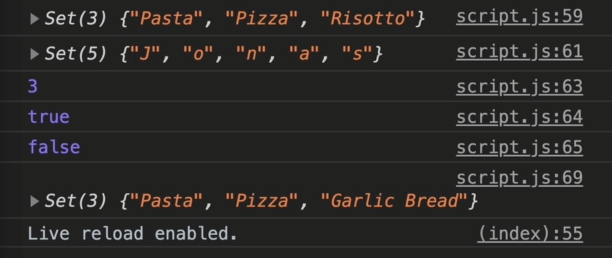 ▶ Set(3) {"Pasta", "Pizza", "Risotto"} script.js:59
▶ Set(5) {"J", "o", "n", "a", "s"} script.js:61
3 script.js:63
true script.js:64
false script.js:65
script.js:69
▶ Set(3) {"Pasta", "Pizza", "Garlic Bread"}
Live reload enabled. (index):55